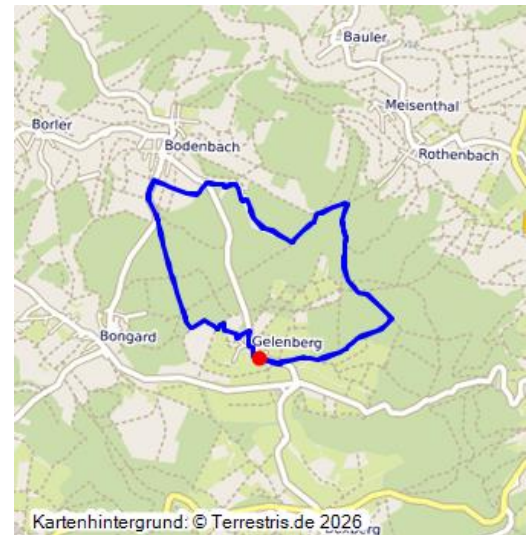 Bauler
Meisenthal
Borler
Bodenbach
Rothenbach
Bongard
Gelenberg
Kartenhintergrund: © Terrestris.de 2026